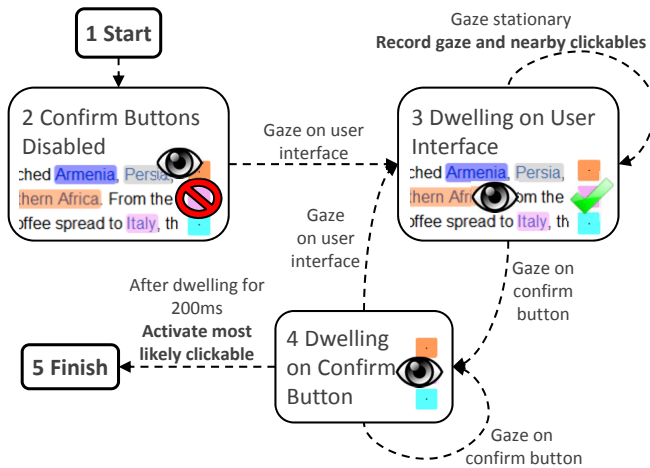 1 Start
Gaze stationary
Record gaze and nearby clickables
2 Confirm Buttons
Disabled
ched Armenia, Persia,
hern Africa. From the
offee spread to Italy, th
Gaze on user
interface
3 Dwelling on User
Interface
ched Armenia, Persia,
hern Afri om the
offee spread to Italy, th
Gaze
on user
interface
Gaze on
confirm
button
After dwelling for
200ms
Activate most
likely clickable
5 Finish
4 Dwelling
on Confirm
Button
Gaze on
confirm button